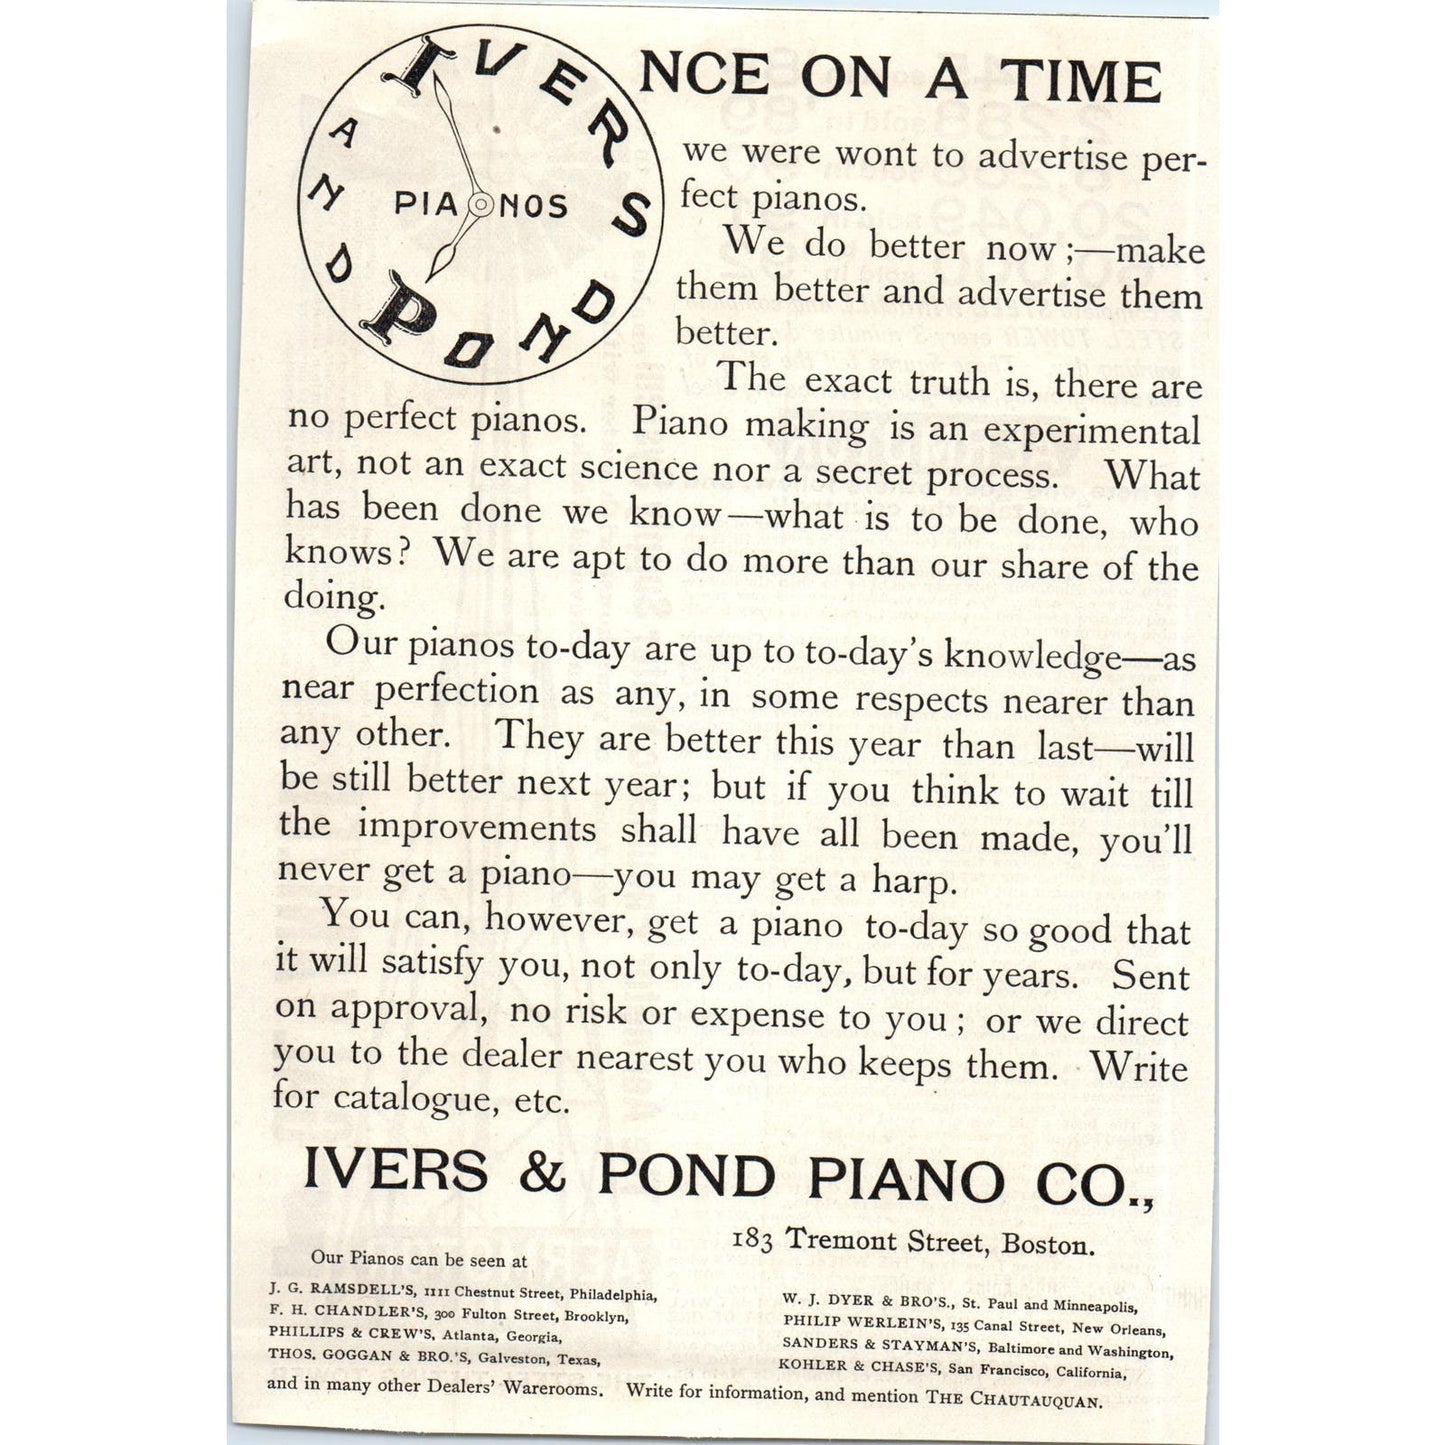 IVERS
AND
POND
PIANOS
NCE ON A TIME
we were wont to advertise per-
fect pianos.
We do better now;—make
them better and advertise them
better.
The exact truth is, there are
no perfect pianos. Piano making is an experimental
art, not an exact science nor a secret process. What
has been done we know—what is to be done, who
knows? We are apt to do more than our share of the
doing.
Our pianos to-day are up to to-day's knowledge—as
near perfection as any, in some respects nearer than
any other. They are better this year than last—will
be still better next year; but if you think to wait till
the improvements shall have all been made, you'll
never get a piano—you may get a harp.
You can, however, get a piano to-day so good that
it will satisfy you, not only to-day, but for years. Sent
on approval, no risk or expense to you; or we direct
you to the dealer nearest you who keeps them. Write
for catalogue, etc.
IVERS & POND PIANO CO.,
183 Tremont Street, Boston.
Our Pianos can be seen at
J. G. RAMSDELL'S, 1111 Chestnut Street, Philadelphia,
F. H. CHANDLER'S, 300 Fulton Street, Brooklyn,
PHILLIPS & CREW'S, Atlanta, Georgia,
THOS. GOGGAN & BRO.'S, Galveston, Texas,
W. J. DYER & BRO'S., St. Paul and Minneapolis,
PHILIP WERLEIN'S, 135 Canal Street, New Orleans,
SANDERS & STAYMAN'S, Baltimore and Washington,
KOHLER & CHASE'S, San Francisco, California,
and in many other Dealers' Warerooms. Write for information, and mention THE CHAUTAUQUAN.